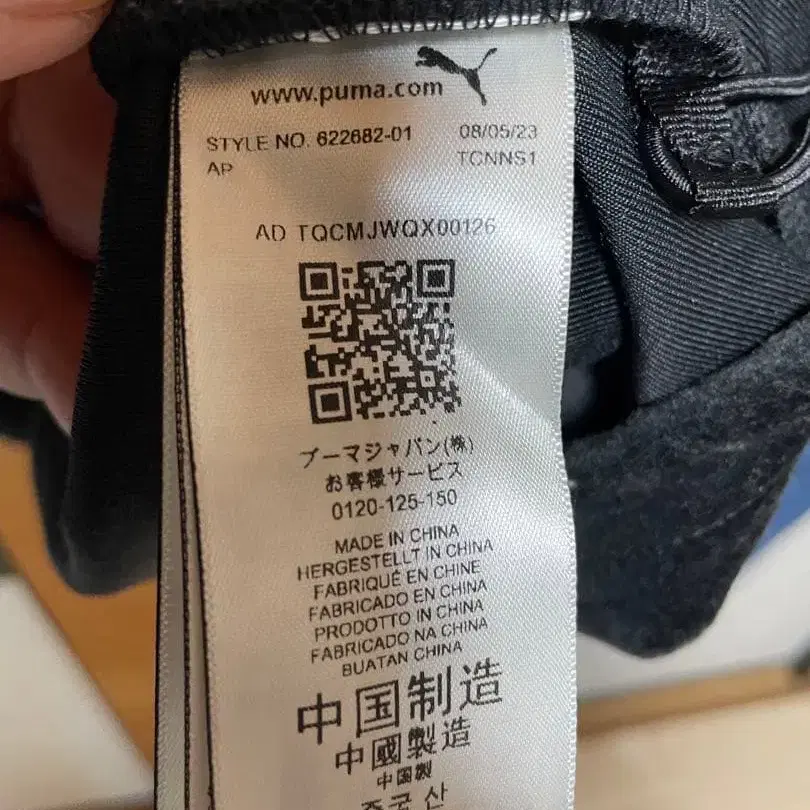 www.puma.com
STYLE NO. 622682-01 08/05/23
AP TCNNS1
AD TQCMJWQX00126
プーマジャパン(株)
お客様サービス
0120-125-150
MADE IN CHINA
HERGESTELLT IN CHINA
FABRIQUÉ EN CHINE
FABRICADO EN CHINA
PRODOTTO IN CHINA
FABRICADO NA CHINA
BUATAN CHINA
中国制造
中國製造
中国製
중국산